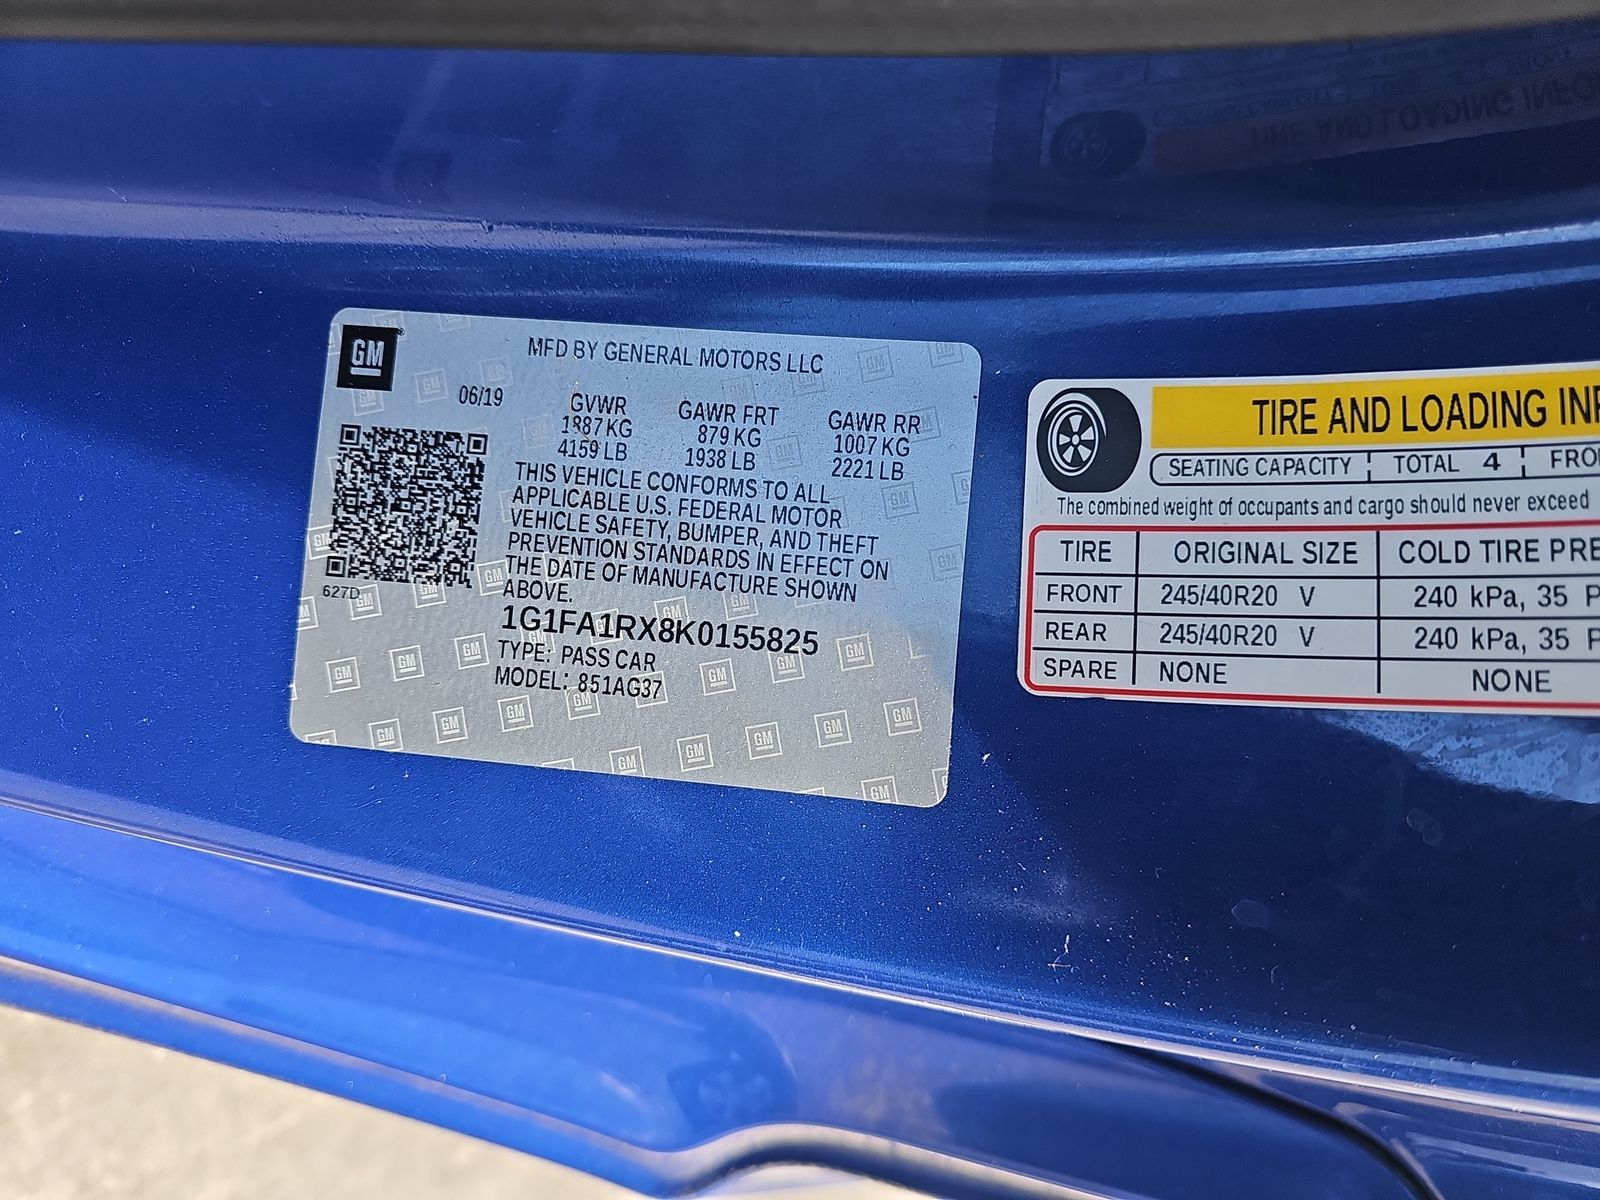 GM
MFD BY GENERAL MOTORS LLC
06/19
GVWR
1887 KG
4159 LB
GAWR FRT
879 KG
1938 LB
GAWR RR
1007 KG
2221 LB
THIS VEHICLE CONFORMS TO ALL
APPLICABLE U.S. FEDERAL MOTOR
VEHICLE SAFETY, BUMPER, AND THEFT
PREVENTION STANDARDS IN EFFECT ON
THE DATE OF MANUFACTURE SHOWN
ABOVE.
627D
1G1FA1RX8K0155825
TYPE: PASS CAR
MODEL: 851AG37
TIRE AND LOADING
SEATING CAPACITY TOTAL 4
The combined weight of occupants and cargo should never exceed
TIRE ORIGINAL SIZE COLD TIRE
FRONT 245/40R20 V 240 kPa, 35
REAR 245/40R20 V 240 kPa, 35
SPARE NONE NONE